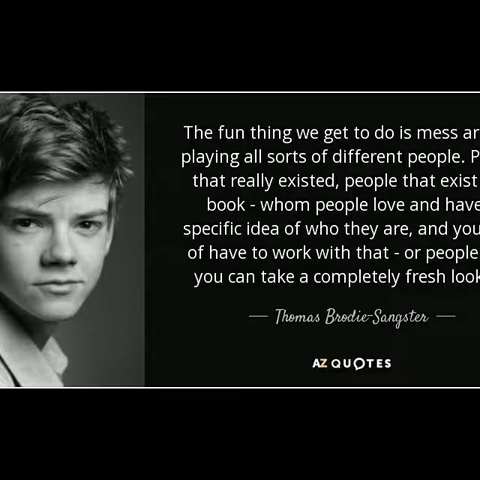 The fun thing we get to do is mess
playing all sorts of different people.
that really existed, people that exist
book - whom people love and have
specific idea of who they are, and you
of have to work with that - or people
you can take a completely fresh look
Thomas Brodie-Sangster
AZ QUOTES